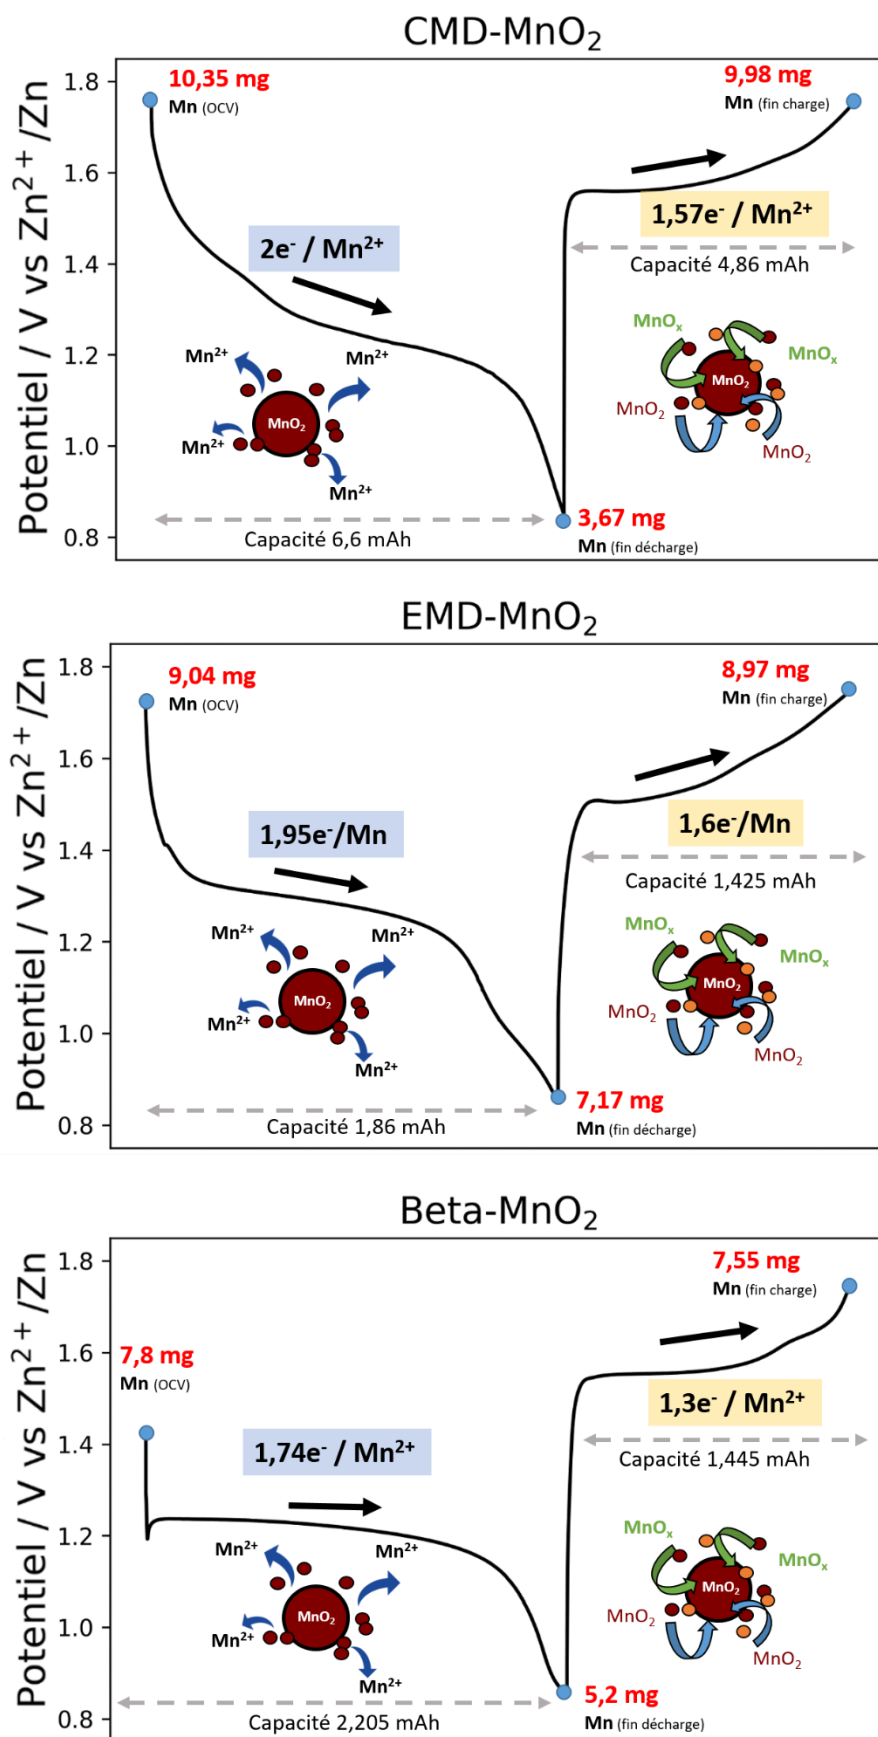 CMD-MnO₂
Potentiel / V vs Zn²⁺/Zn
1.8
1.6
1.4
1.2
1.0
0.8
10,35 mg
Mn (OCV)
9,98 mg
Mn (fin charge)
2e⁻ / Mn²⁺
1,57e⁻ / Mn²⁺
Capacité 4,86 mAh
Mn²⁺
Mn²⁺
Mn²⁺
Mn²⁺
MnO₂
MnOₓ
MnOₓ
MnO₂
MnO₂
MnO₂
Capacité 6,6 mAh
3,67 mg
Mn (fin décharge)
EMD-MnO₂
Potentiel / V vs Zn²⁺/Zn
1.8
1.6
1.4
1.2
1.0
0.8
9,04 mg
Mn (OCV)
8,97 mg
Mn (fin charge)
1,95e⁻/Mn
1,6e⁻/Mn
Capacité 1,425 mAh
Mn²⁺
Mn²⁺
Mn²⁺
Mn²⁺
MnO₂
MnOₓ
MnOₓ
MnO₂
MnO₂
MnO₂
Capacité 1,86 mAh
7,17 mg
Mn (fin décharge)
Beta-MnO₂
Potentiel / V vs Zn²⁺/Zn
1.8
1.6
1.4
1.2
1.0
0.8
7,8 mg
Mn (OCV)
7,55 mg
Mn (fin charge)
1,74e⁻ / Mn²⁺
1,3e⁻ / Mn²⁺
Capacité 1,445 mAh
Mn²⁺
Mn²⁺
Mn²⁺
Mn²⁺
MnO₂
MnOₓ
MnOₓ
MnO₂
MnO₂
MnO₂
Capacité 2,205 mAh
5,2 mg
Mn (fin décharge)